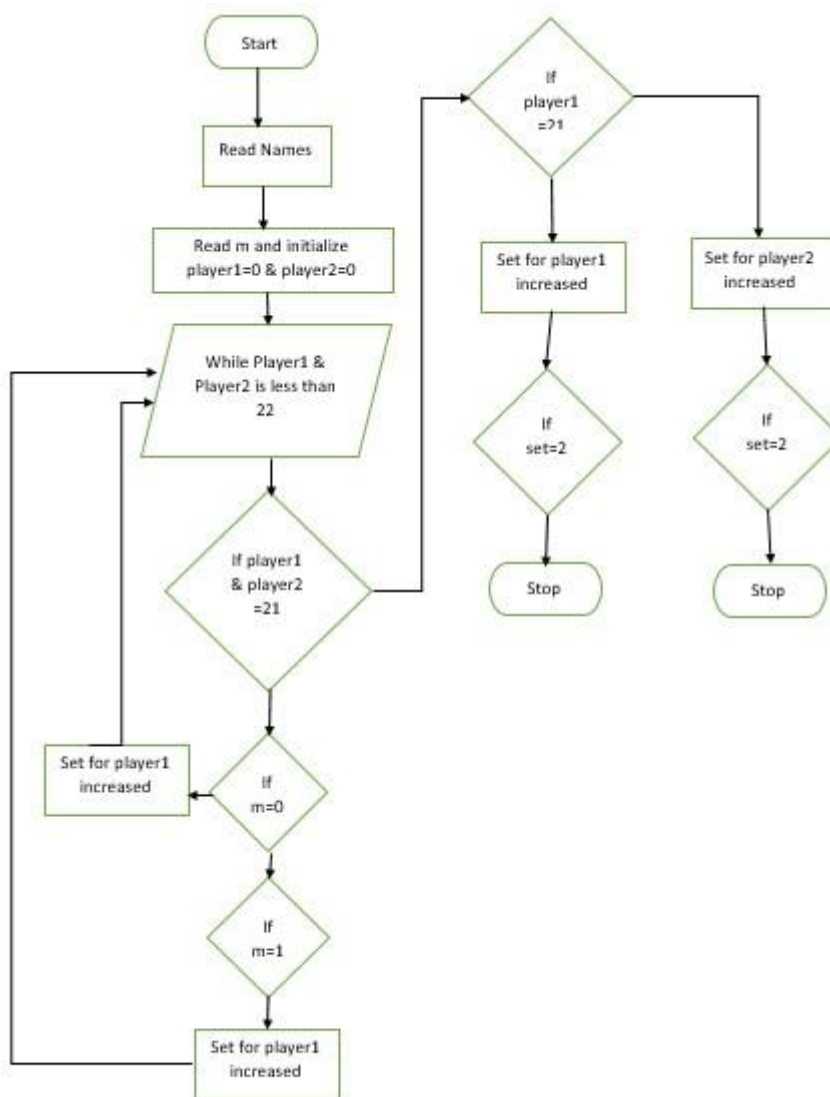 Start
Read Names
Read m and initialize
player1=0 & player2=0
While Player1 &
Player2 is less than
22
If player1
& player2
=21
If
m=0
Set for player1
increased
If
m=1
Set for player1
increased
If
player1
=21
Set for player1
increased
If
set=2
Stop
Set for player2
increased
If
set=2
Stop